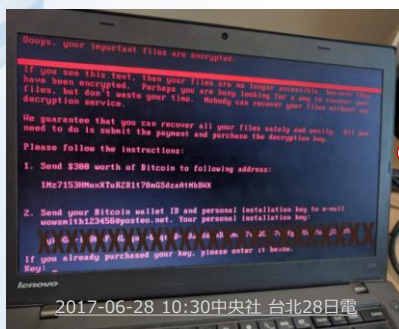 Ooops, your important files are encrypted.
If you see this text, then your files are no longer accessible, because they
have been encrypted. Perhaps you are busy looking for a way to recover your
files, but don't waste your time. Nobody can recover your files without our
decryption service.
We guarantee that you can recover all your files safely and easily. All you
need to do is submit the payment and purchase the decryption key.
Please follow the instructions:
1. Send $300 worth of Bitcoin to following address:
1Mz7153HMuxXTuR2R1t78mGSdzaAtNbBWX
2. Send your Bitcoin wallet ID and personal installation key to e-mail
wowsmith123456@posteo.net. Your personal installation key:
If you already purchased your key, please enter it below.
Key:
lenovo
2017-06-28 10:30中央社 台北28日電